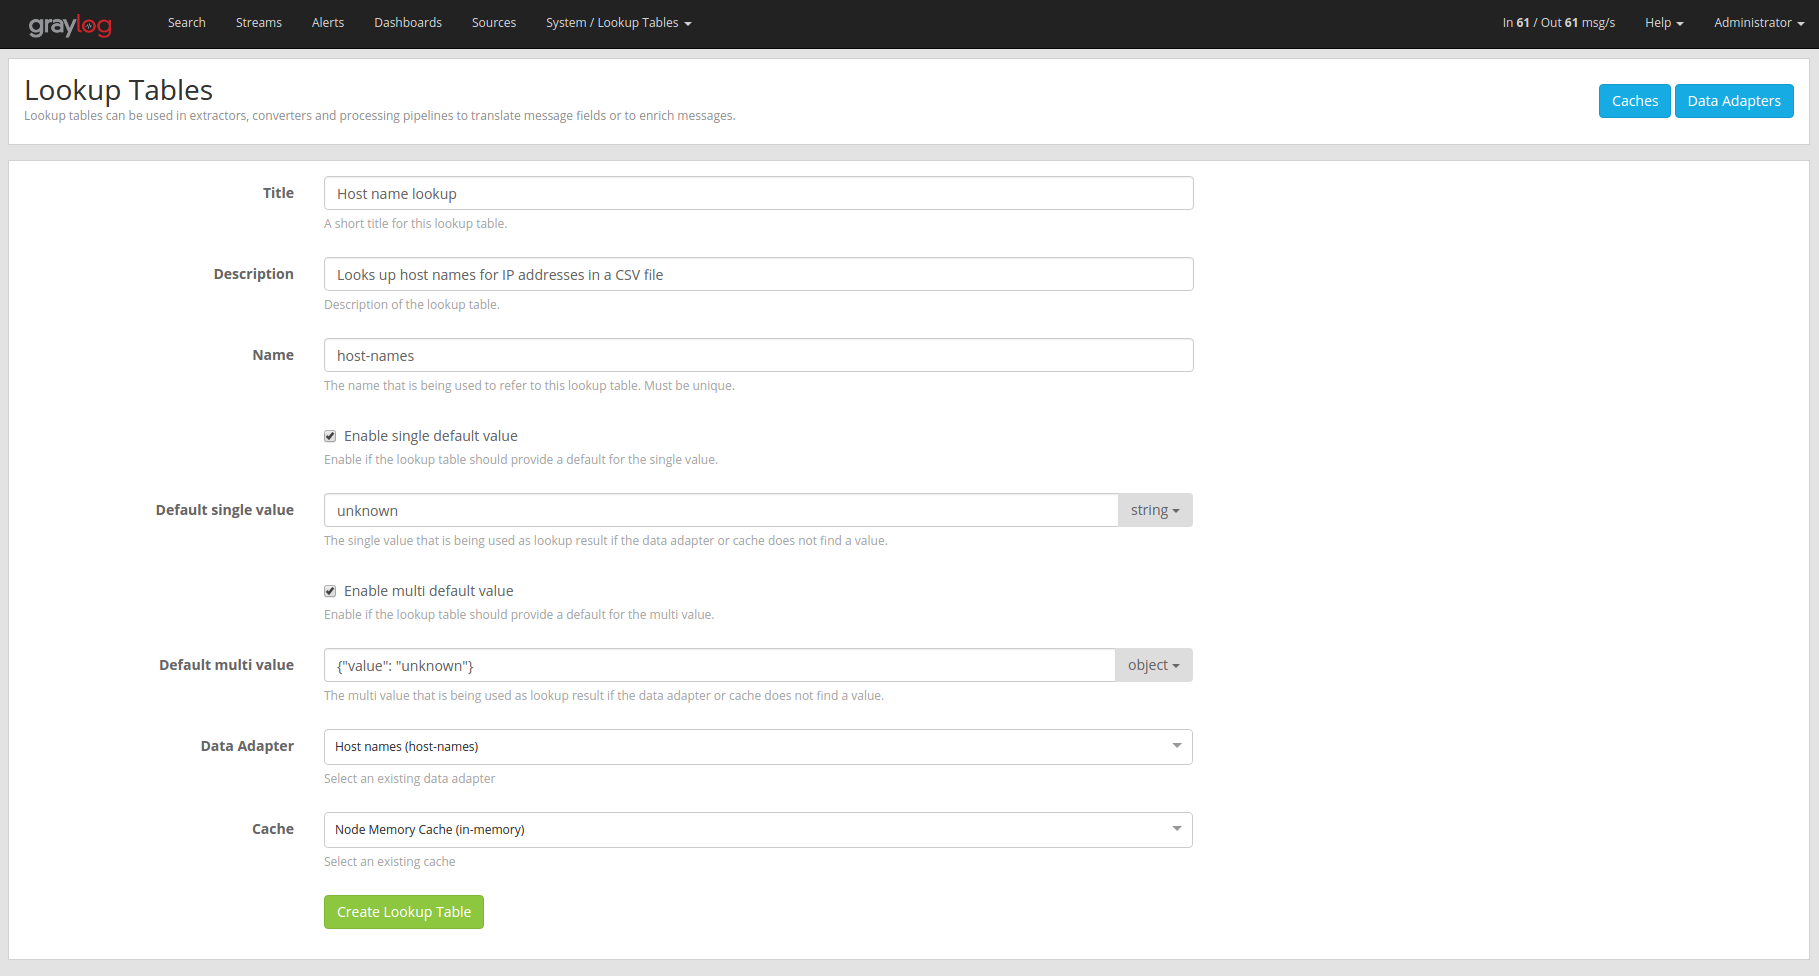 graylog Search Streams Alerts Dashboards Sources System / Lookup Tables In 61 / Out 61 msg/s Help Administrator
Lookup Tables
Lookup tables can be used in extractors, converters and processing pipelines to translate message fields or to enrich messages.
Caches Data Adapters
Title Host name lookup
A short title for this lookup table.
Description Looks up host names for IP addresses in a CSV file
Description of the lookup table.
Name host-names
The name that is being used to refer to this lookup table. Must be unique.
Enable single default value
Enable if the lookup table should provide a default for the single value.
Default single value unknown string
The single value that is being used as lookup result if the data adapter or cache does not find a value.
Enable multi default value
Enable if the lookup table should provide a default for the multi value.
Default multi value {"value": "unknown"} object
The multi value that is being used as lookup result if the data adapter or cache does not find a value.
Data Adapter Host names (host-names)
Select an existing data adapter
Cache Node Memory Cache (in-memory)
Select an existing cache
Create Lookup Table